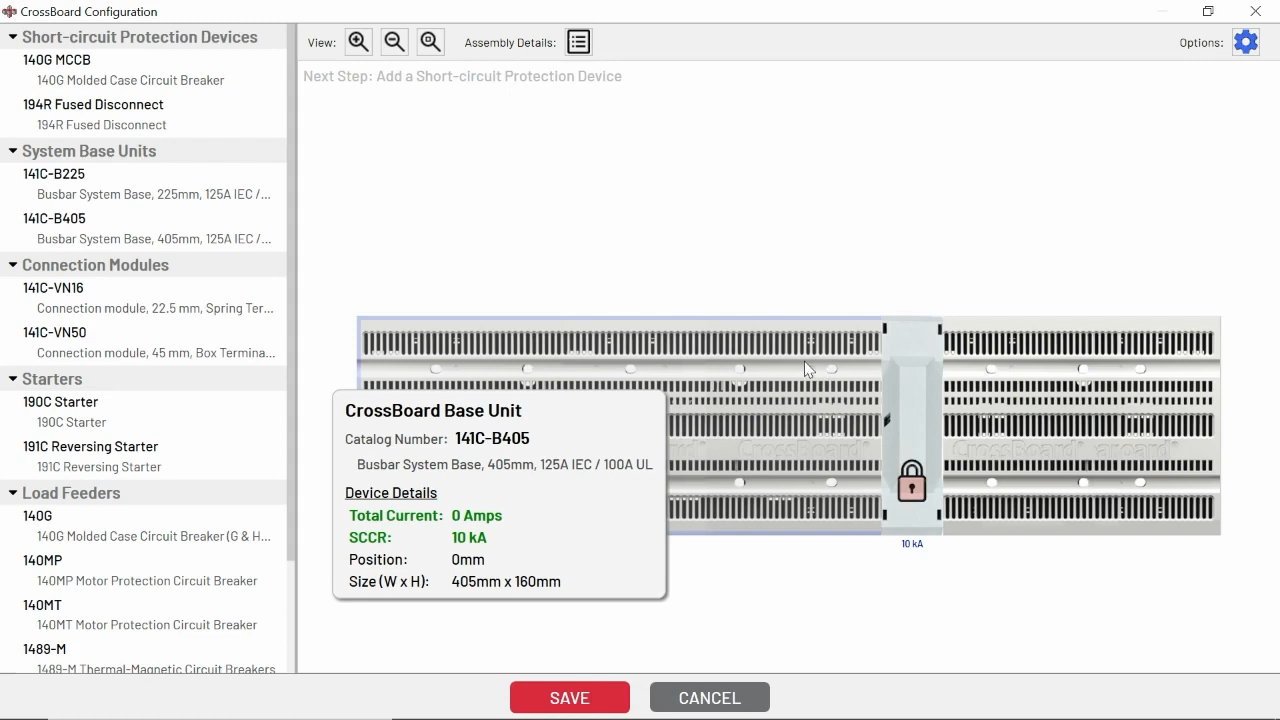 CrossBoard Configuration
Short-circuit Protection Devices
140G MCCB
140G Molded Case Circuit Breaker
194R Fused Disconnect
194R Fused Disconnect
System Base Units
141C-B225
Busbar System Base, 225mm, 125A IEC /...
141C-B405
Busbar System Base, 405mm, 125A IEC /...
Connection Modules
141C-VN16
Connection module, 22.5 mm, Spring Ter...
141C-VN50
Connection module, 45 mm, Box Termina...
Starters
190C Starter
190C Starter
191C Reversing Starter
191C Reversing Starter
Load Feeders
140G
140G Molded Case Circuit Breaker (G & H...
140MP
140MP Motor Protection Circuit Breaker
140MT
140MT Motor Protection Circuit Breaker
1489-M
1489-M Thermal-Magnetic Circuit Breakers
View: Assembly Details: Options:
Next Step: Add a Short-circuit Protection Device
CrossBoard Base Unit
Catalog Number: 141C-B405
Busbar System Base, 405mm, 125A IEC / 100A UL
Device Details
Total Current: 0 Amps
SCCR: 10 kA
Position: 0mm
Size (W x H): 405mm x 160mm
CrossBoard CrossBoard
10 kA
SAVE CANCEL